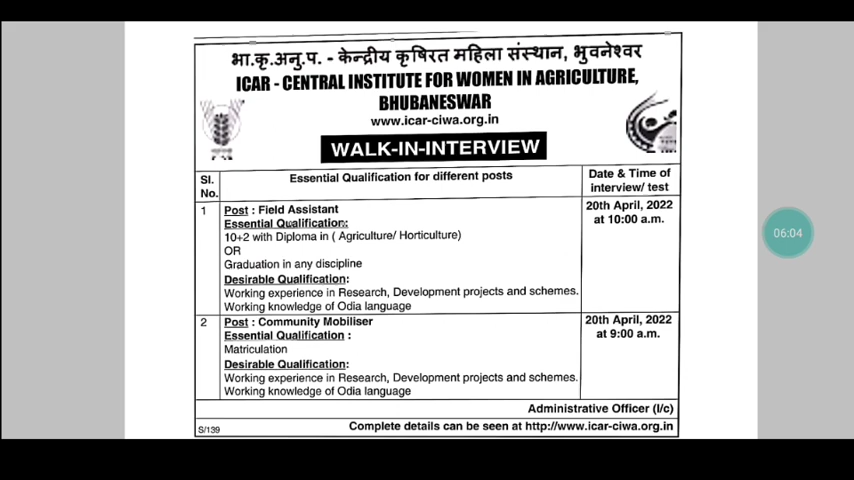 भा.कृ.अनु.प. - केन्द्रीय कृषिरत महिला संस्थान, भुवनेश्वर
ICAR - CENTRAL INSTITUTE FOR WOMEN IN AGRICULTURE,
BHUBANESWAR
www.icar-ciwa.org.in
WALK-IN-INTERVIEW
Sl. No.
Essential Qualification for different posts
Date & Time of interview/ test
1
Post : Field Assistant
Essential Qualification:
10+2 with Diploma in ( Agriculture/ Horticulture)
OR
Graduation in any discipline
Desirable Qualification:
Working experience in Research, Development projects and schemes.
Working knowledge of Odia language
20th April, 2022
at 10:00 a.m.
2
Post : Community Mobiliser
Essential Qualification :
Matriculation
Desirable Qualification:
Working experience in Research, Development projects and schemes.
Working knowledge of Odia language
20th April, 2022
at 9:00 a.m.
Administrative Officer (I/c)
S/139
Complete details can be seen at http://www.icar-ciwa.org.in
06:04